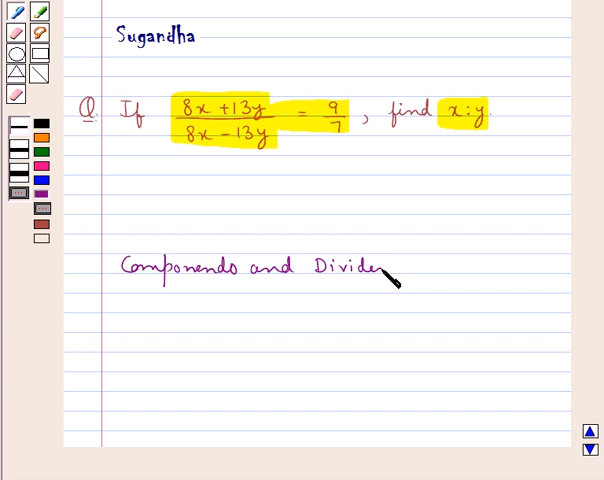 Sugandha
Q. If (8x + 13y)/(8x - 13y) = 9/7, find x:y.
Componendo and Divide